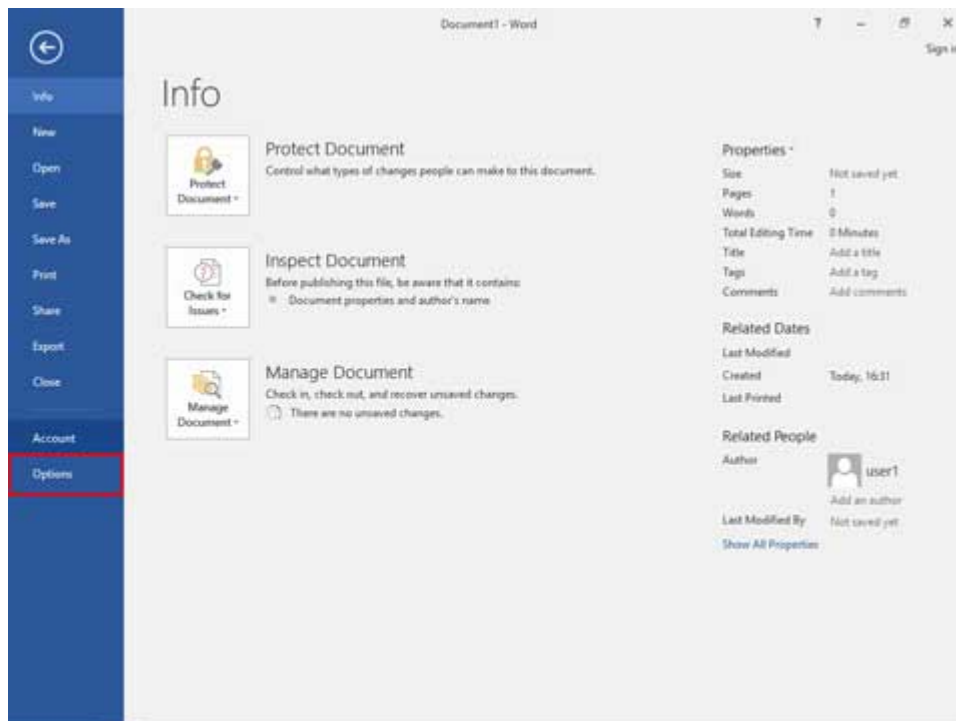 Document1 - Word
?
Sign in
Info
New
Open
Save
Save As
Print
Share
Export
Close
Account
Options
Info
Protect Document
Protect Document
Control what types of changes people can make to this document.
Check for Issues
Inspect Document
Before publishing this file, be aware that it contains:
Document properties and author's name
Manage Document
Manage Document
Check in, check out, and recover unsaved changes.
There are no unsaved changes.
Properties
Size Not saved yet
Pages 1
Words 0
Total Editing Time 0 Minutes
Title Add a title
Tags Add a tag
Comments Add comments
Related Dates
Last Modified
Created Today, 16:31
Last Printed
Related People
Author user1
Add an author
Last Modified By Not saved yet
Show All Properties